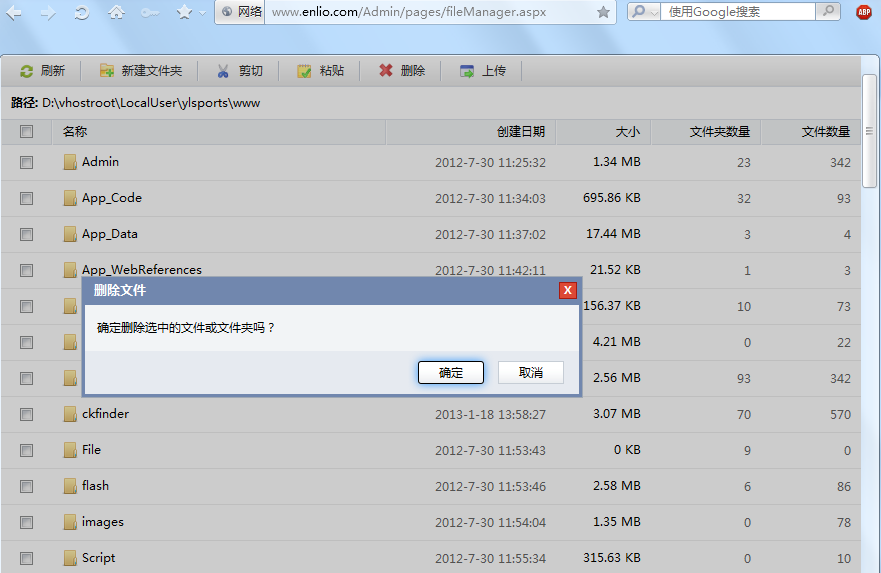 网络 www.enlio.com/Admin/pages/fileManager.aspx 使用Google搜索 ABP
刷新 新建文件夹 剪切 粘贴 删除 上传
路径: D:\vhostroot\LocalUser\ylsports\www
名称 创建日期 大小 文件夹数量 文件数量
Admin 2012-7-30 11:25:32 1.34 MB 23 342
App_Code 2012-7-30 11:34:03 695.86 KB 32 93
App_Data 2012-7-30 11:37:02 17.44 MB 3 4
App_WebReferences 2012-7-30 11:42:11 21.52 KB 1 3
删除文件 X
156.37 KB 10 73
确定删除选中的文件或文件夹吗？
4.21 MB 0 22
确定 取消
2.56 MB 93 342
ckfinder 2013-1-18 13:58:27 3.07 MB 70 570
File 2012-7-30 11:53:43 0 KB 9 0
flash 2012-7-30 11:53:46 2.58 MB 6 86
images 2012-7-30 11:54:04 1.35 MB 0 78
Script 2012-7-30 11:55:34 315.63 KB 0 10